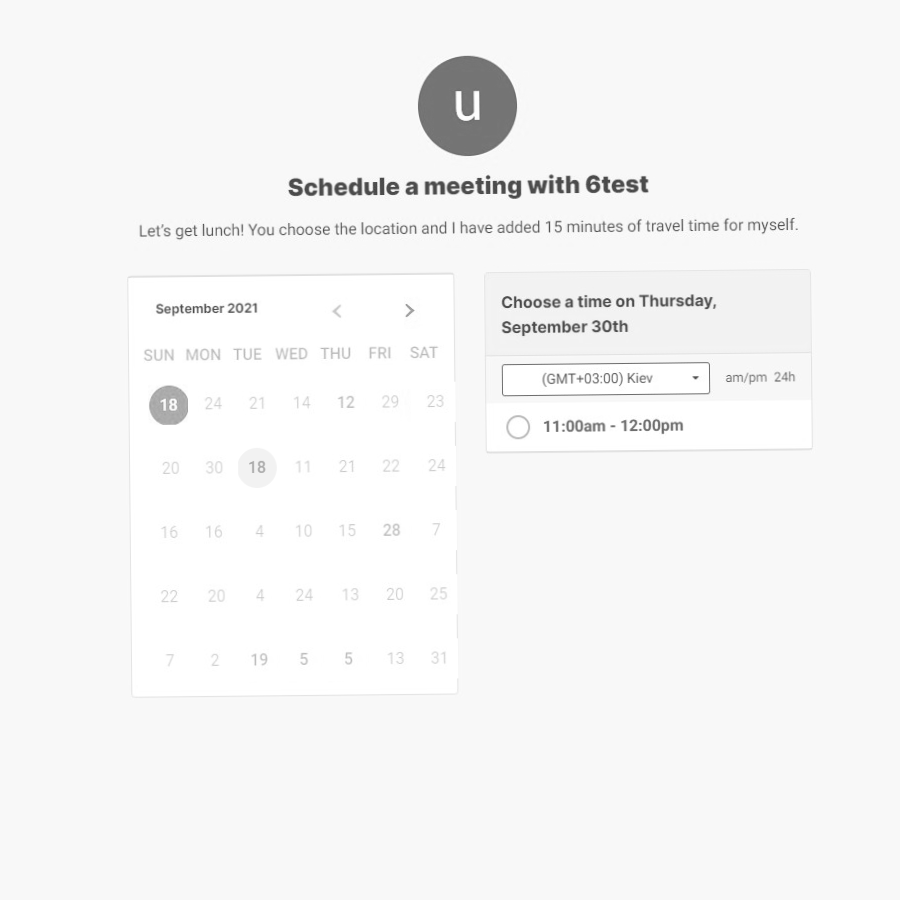 u
Schedule a meeting with 6test
Let's get lunch! You choose the location and I have added 15 minutes of travel time for myself.
September 2021
SUN MON TUE WED THU FRI SAT
18 24 21 14 12 29 23
20 30 18 11 21 22 24
16 16 4 10 15 28 7
22 20 4 24 13 20 25
7 2 19 5 5 13 31
Choose a time on Thursday,
September 30th
(GMT+03:00) Kiev am/pm 24h
11:00am - 12:00pm